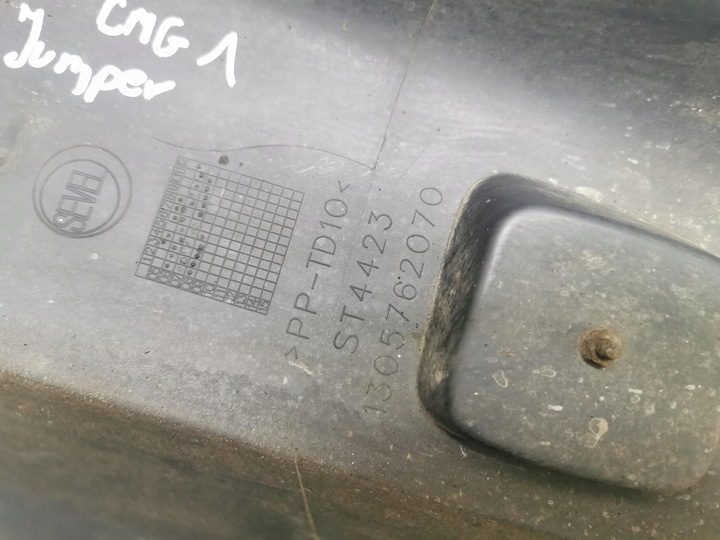 CMG 1
Jumper
SEVEL
>PP-TD10<
ST4423
1305762070